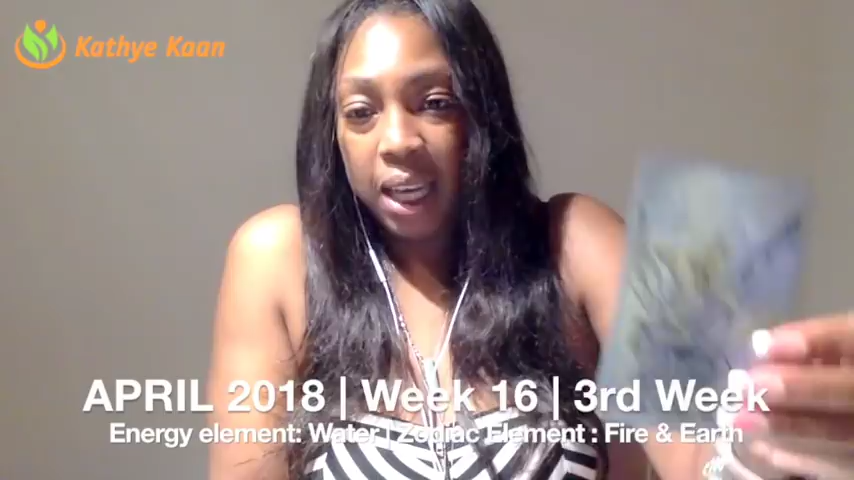 Kathye Kaan
APRIL 2018 | Week 16 | 3rd Week
Energy element: Water | Zodiac Element : Fire & Earth